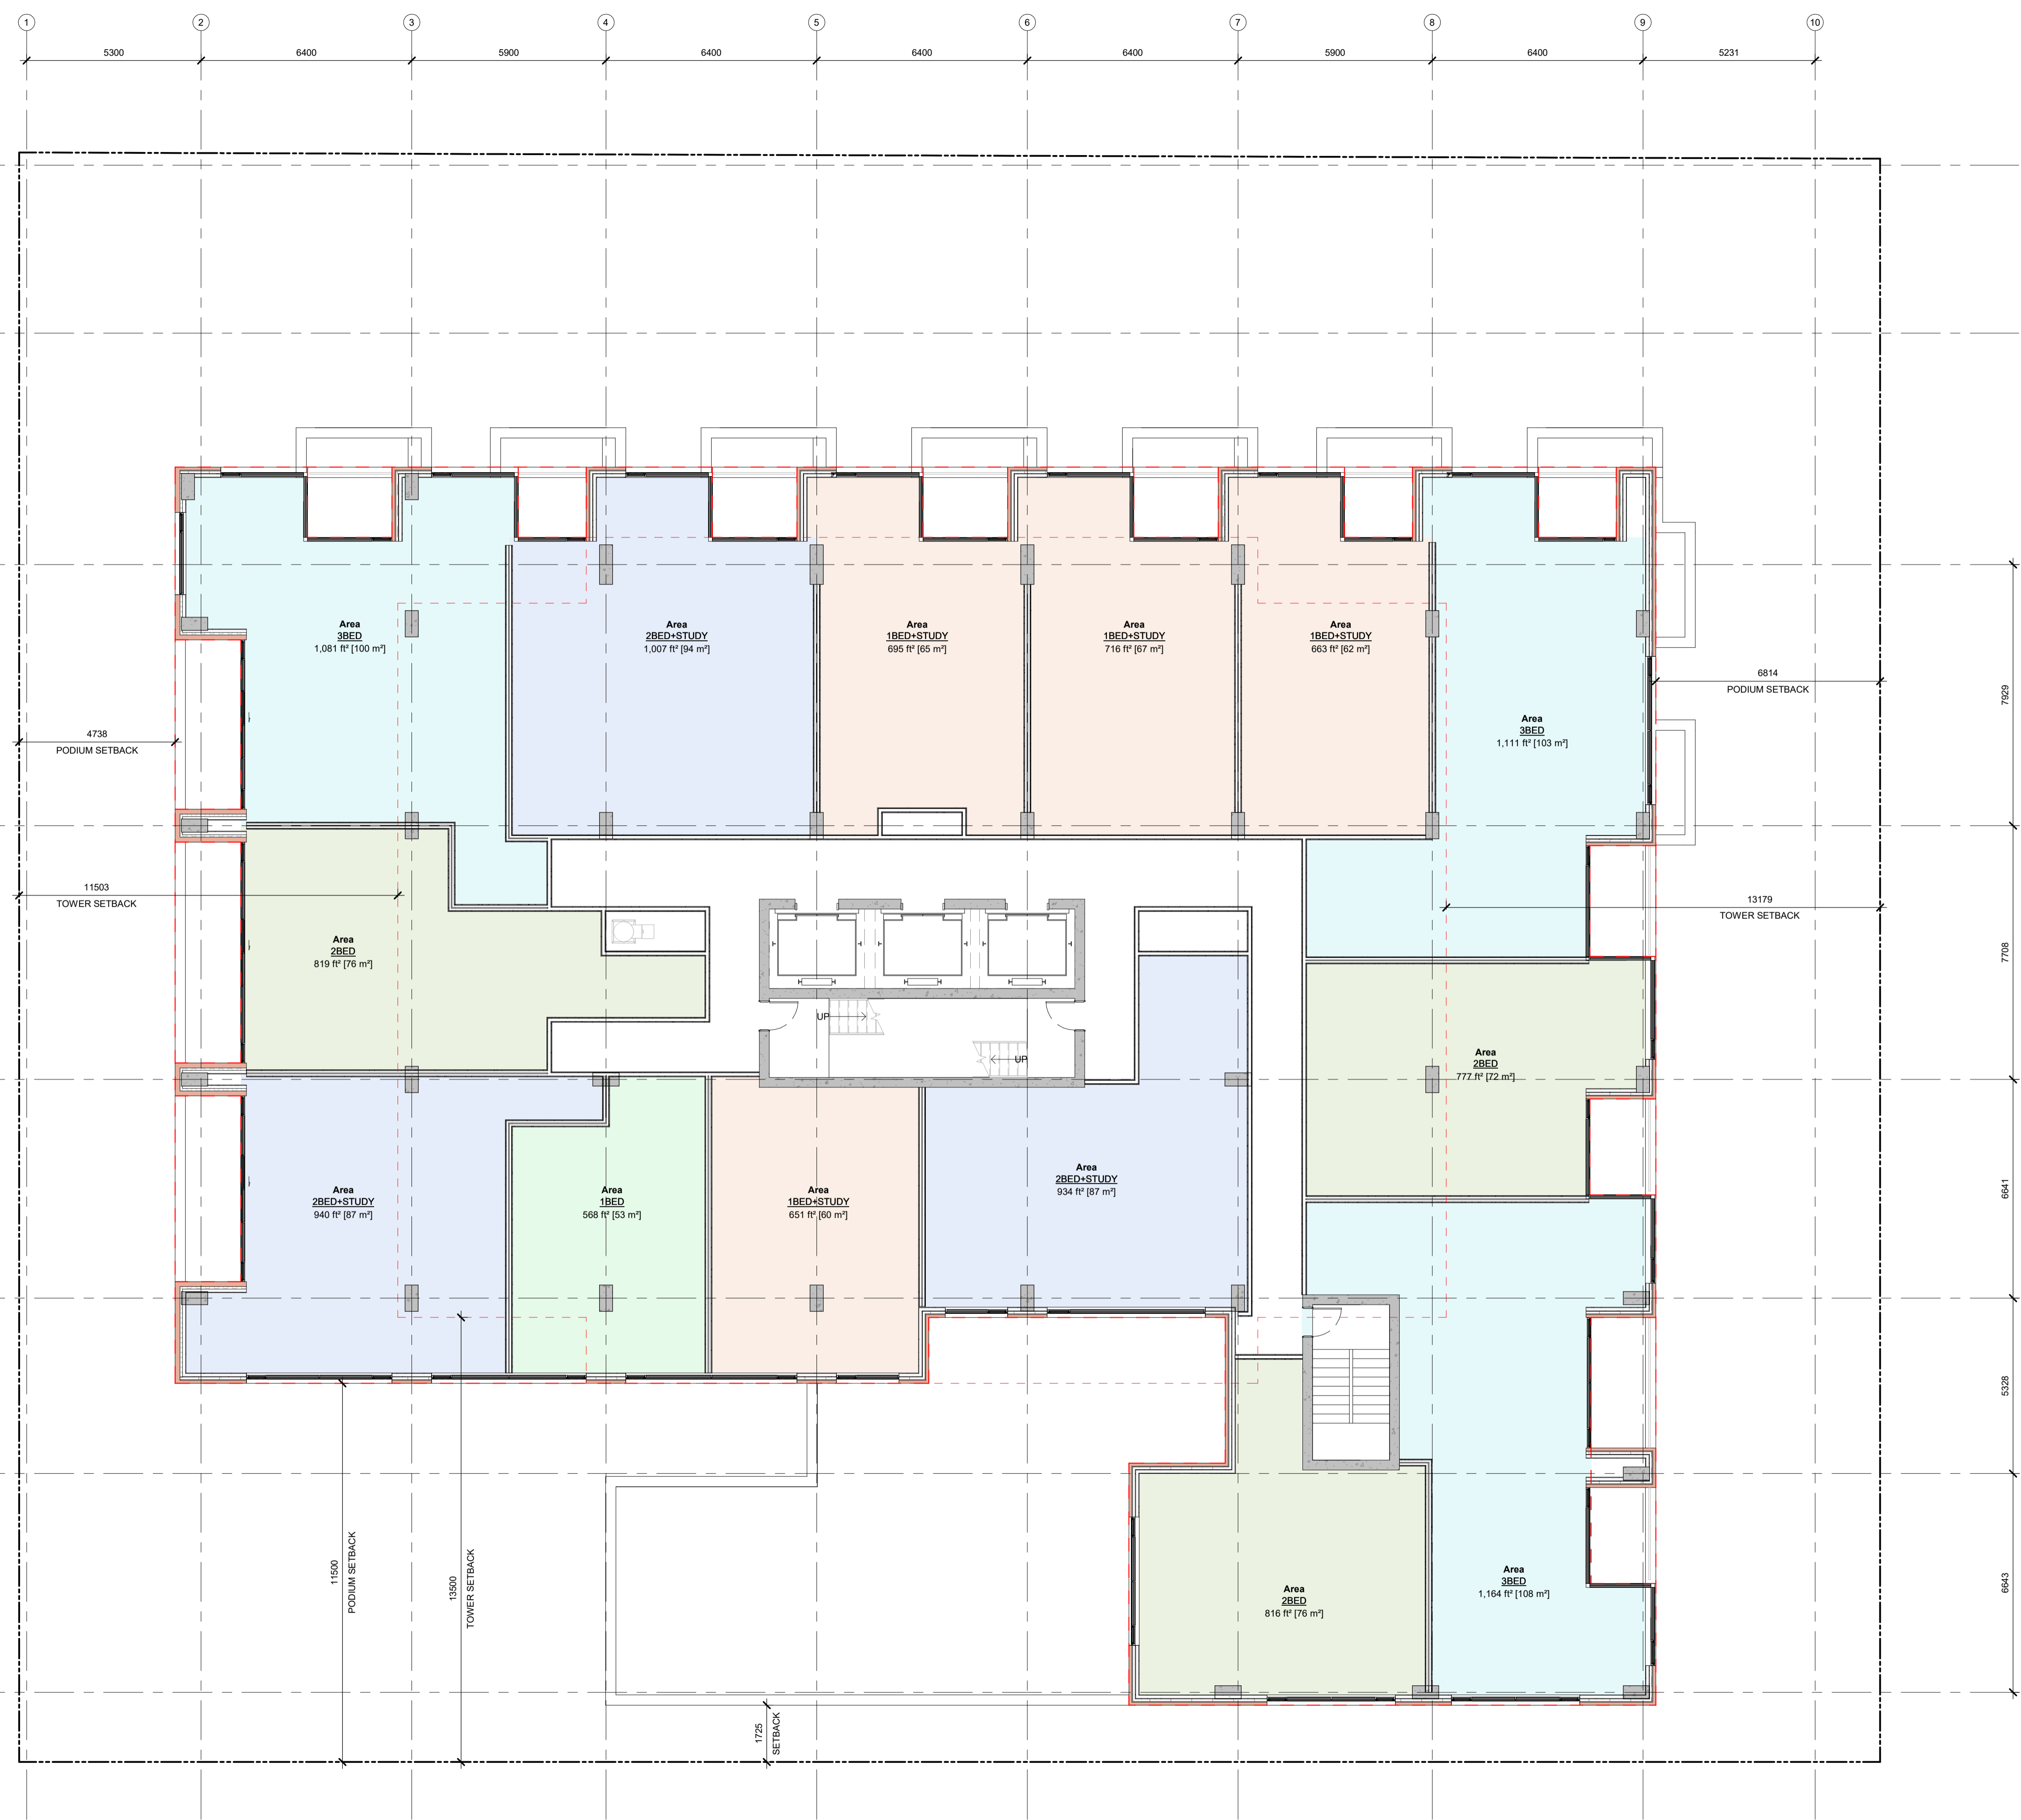 1 2 3 4 5 6 7 8 9 10
5300 6400 5900 6400 6400 6400 5900 6400 5231
Area
3BED
1,081 ft² [100 m²]
Area
2BED+STUDY
1,007 ft² [94 m²]
Area
1BED+STUDY
695 ft² [65 m²]
Area
1BED+STUDY
716 ft² [67 m²]
Area
1BED+STUDY
663 ft² [62 m²]
Area
3BED
1,111 ft² [103 m²]
6814
PODIUM SETBACK
7929
4738
PODIUM SETBACK
11503
TOWER SETBACK
13179
TOWER SETBACK
Area
2BED
819 ft² [76 m²]
7708
UP
UP
Area
2BED
777 ft² [72 m²]
Area
2BED+STUDY
940 ft² [87 m²]
Area
1BED
568 ft² [53 m²]
Area
1BED+STUDY
651 ft² [60 m²]
Area
2BED+STUDY
934 ft² [87 m²]
6641
5328
11500
PODIUM SETBACK
13500
TOWER SETBACK
Area
2BED
816 ft² [76 m²]
Area
3BED
1,164 ft² [108 m²]
6643
1725
SETBACK